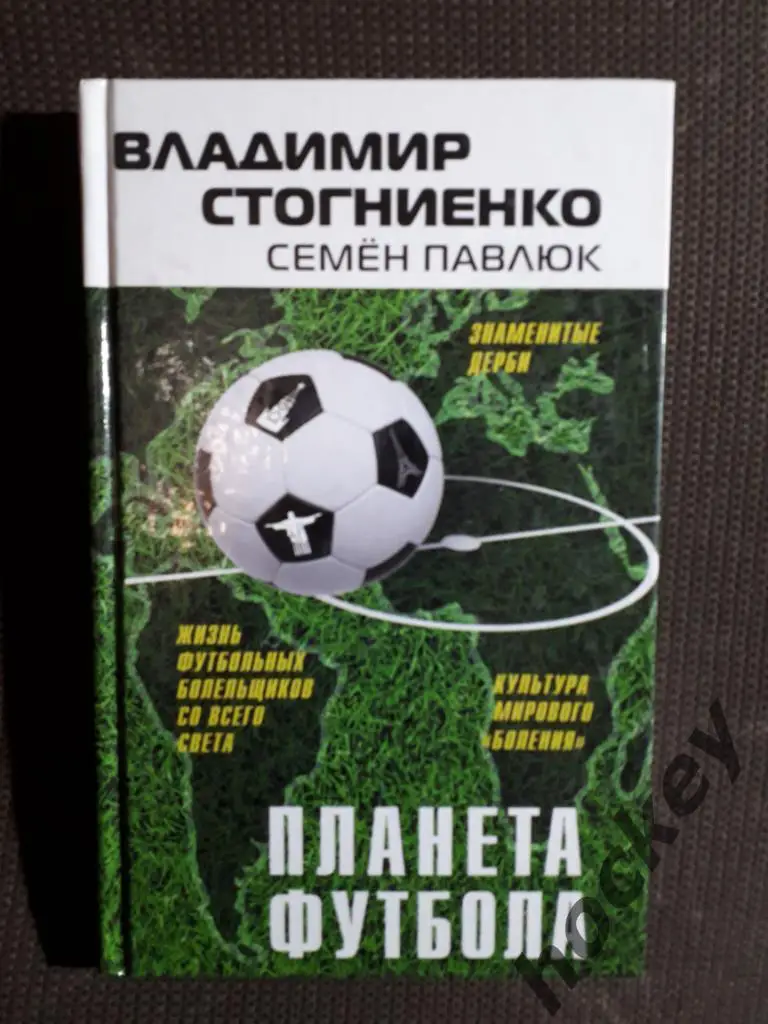 ВЛАДИМИР
СТОГНИЕНКО
СЕМЁН ПАВЛЮК
ЗНАМЕНИТЫЕ
ДЕРБИ
ЖИЗНЬ
ФУТБОЛЬНЫХ
БОЛЕЛЬЩИКОВ
СО ВСЕГО
СВЕТА
КУЛЬТУРА
МИРОВОГО
«БОЛЕНИЯ»
ПЛАНЕТА
ФУТБОЛА
hockey